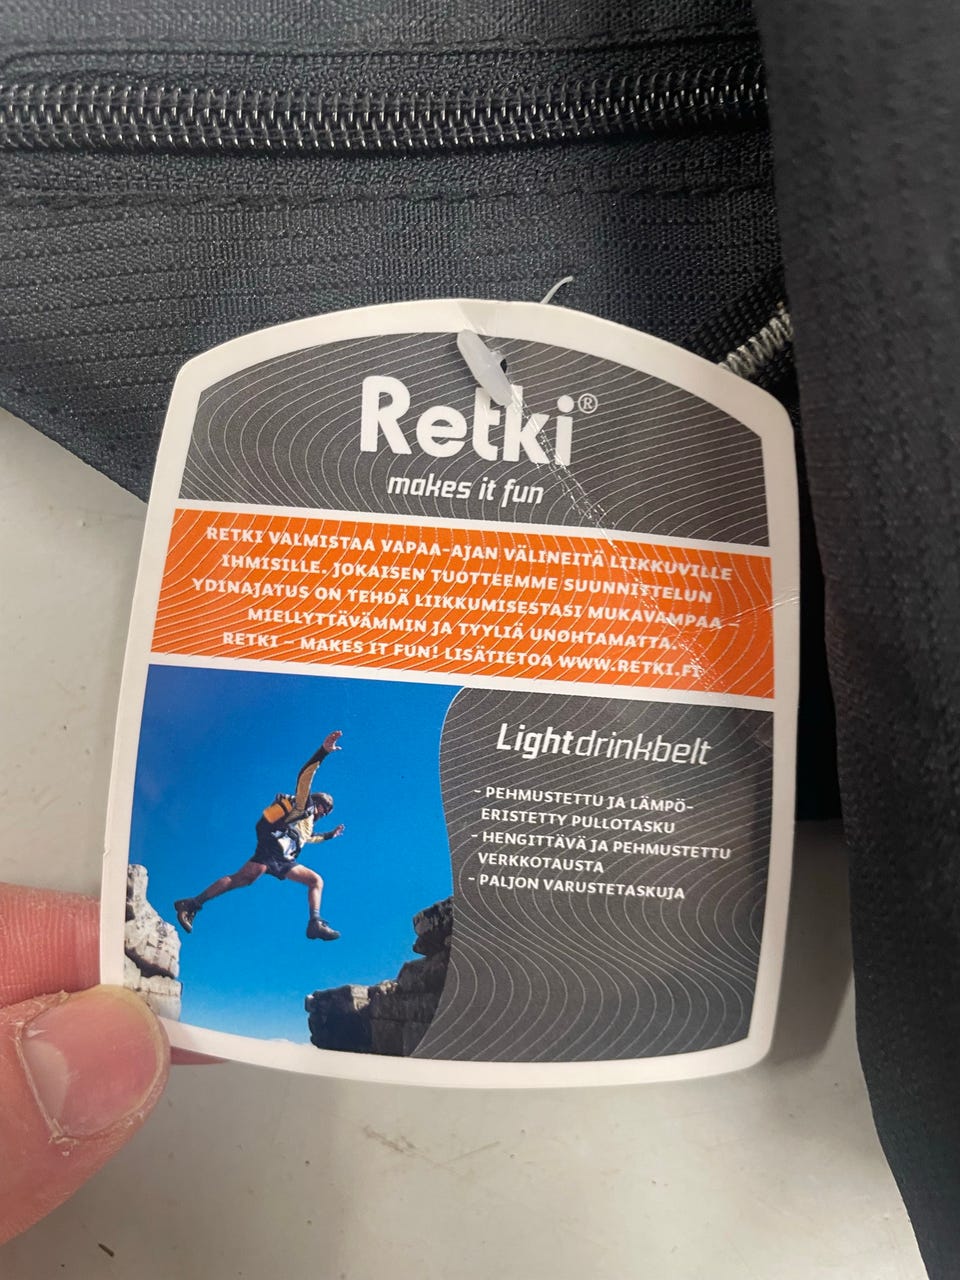 Retki®
makes it fun
RETKI VALMISTAA VAPAA-AJAN VÄLINEITÄ LIIKKUVILLE
IHMISILLE. JOKAISEN TUOTTEEMME SUUNNITTELUN
YDINAJATUS ON TEHDÄ LIIKKUMISESTASI MUKAVAMPAA
MIELLYTTÄVÄMMIN JA TYYLIÄ UNOHTAMATTA.
RETKI – MAKES IT FUN! LISÄTIETOA WWW.RETKI.FI
Lightdrinkbelt
- PEHMUSTETTU JA LÄMPÖ-
ERISTETTY PULLOTASKU
- HENGITTÄVÄ JA PEHMUSTETTU
VERKKOTAUSTA
- PALJON VARUSTETASKUJA